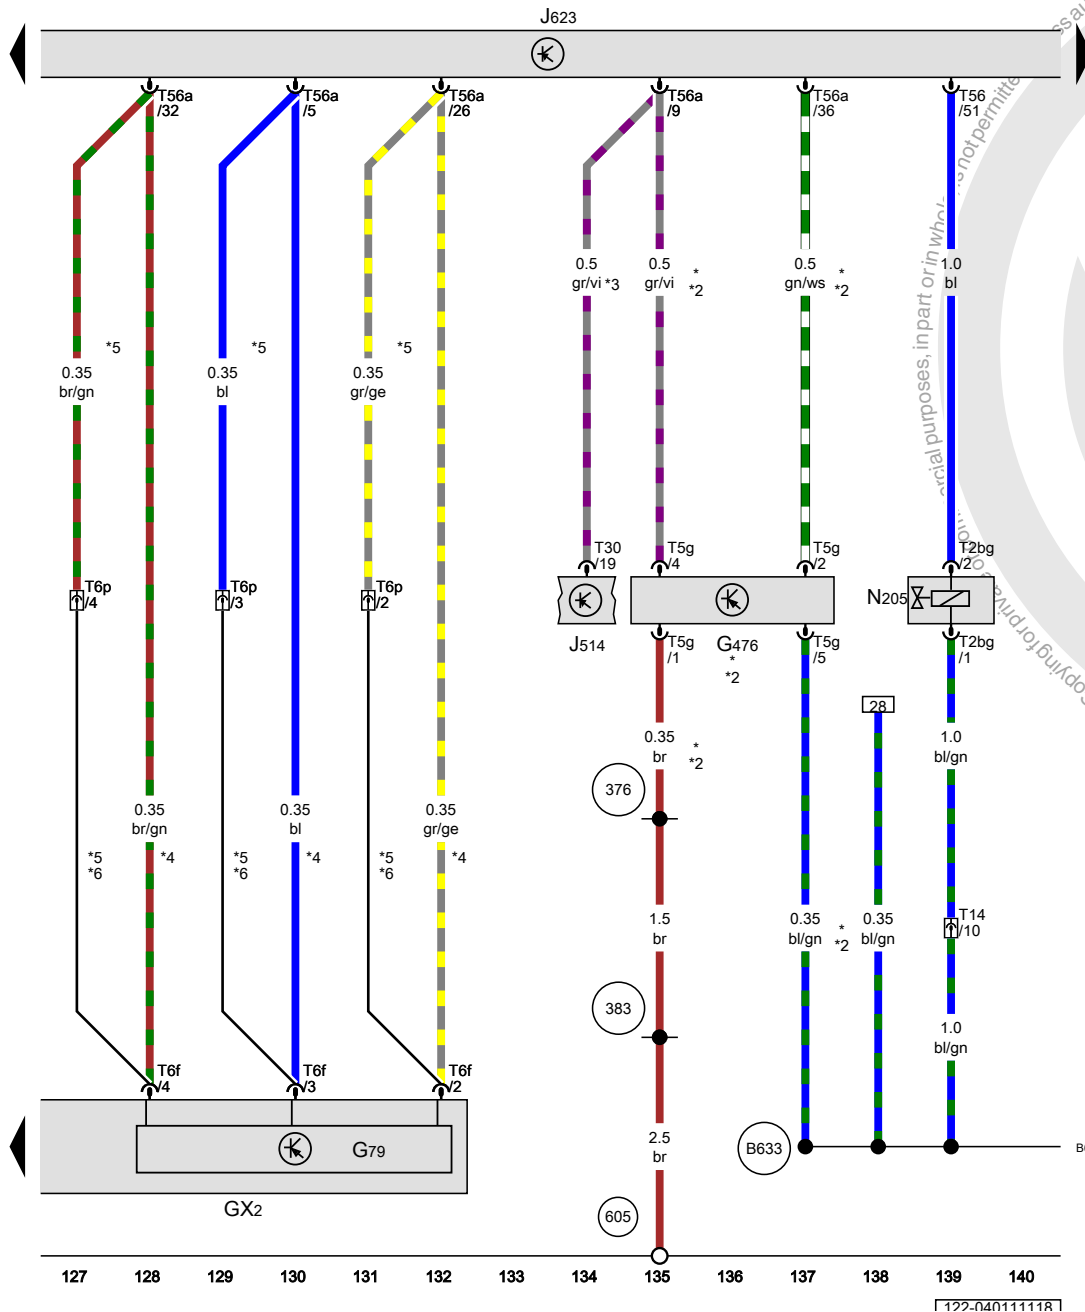 J623
T56a
/32
T56a
/5
T56a
/26
T56a
/9
T56a
/36
T56
/51
0.5
gr/vi
*3
0.5
gr/vi
*
*2
0.5
gn/ws
*
*2
1.0
bl
*5
*5
*5
0.35
br/gn
0.35
bl
0.35
gr/ge
T30
/19
T5g
/4
T5g
/2
T2bg
/2
T6p
/4
T6p
/3
T6p
/2
N205
J514
T5g
/1
G476
*
*2
T5g
/5
T2bg
/1
28
0.35
br
*
*2
1.0
bl/gn
376
0.35
br/gn
*4
0.35
bl
*4
0.35
gr/ge
*4
*5
*6
*5
*6
*5
*6
1.5
br
0.35
bl/gn
*
*2
0.35
bl/gn
T14
/10
383
1.0
bl/gn
T6f
/4
T6f
/3
T6f
/2
G79
GX2
2.5
br
B633
605
127 128 129 130 131 132 133 134 135 136 137 138 139 140
122-040111118